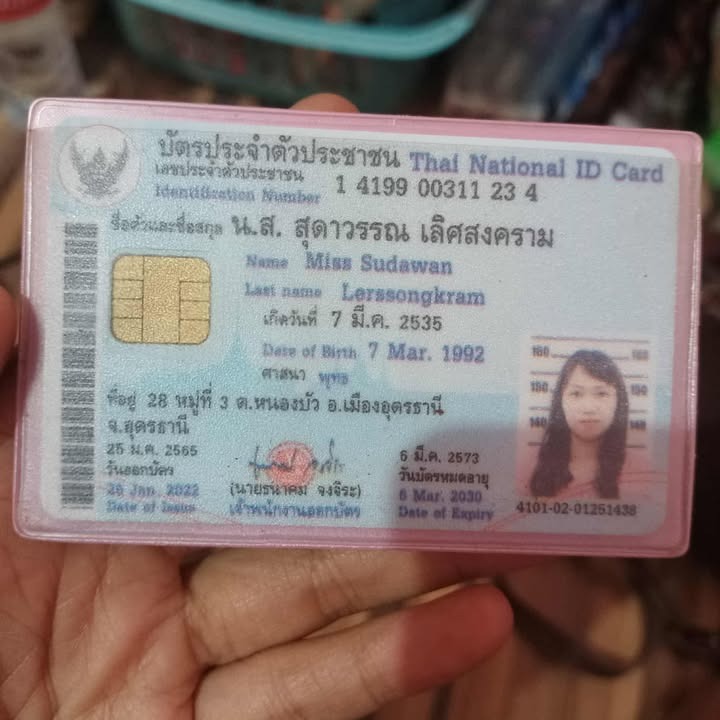 บัตรประจำตัวประชาชน Thai National ID Card
เลขประจำตัวประชาชน
Identification Number 1 4199 00311 23 4
ชื่อตัวและชื่อสกุล น.ส. สุดาวรรณ เลิศสงคราม
Name Miss Sudawan
Last name Lerssongkram
เกิดวันที่ 7 มี.ค. 2535
Date of Birth 7 Mar. 1992
ศาสนา พุทธ
ที่อยู่ 28 หมู่ที่ 3 ต.หนองบัว อ.เมืองอุดรธานี
จ.อุดรธานี
25 ม.ค. 2565
วันออกบัตร
Jan. 2022
Date of Issue
(นายธนาคม จงจิระ)
เจ้าพนักงานออกบัตร
6 มี.ค. 2573
วันบัตรหมดอายุ
6 Mar. 2030
Date of Expiry
160 160
150 150
140 140
4101-02-01251438